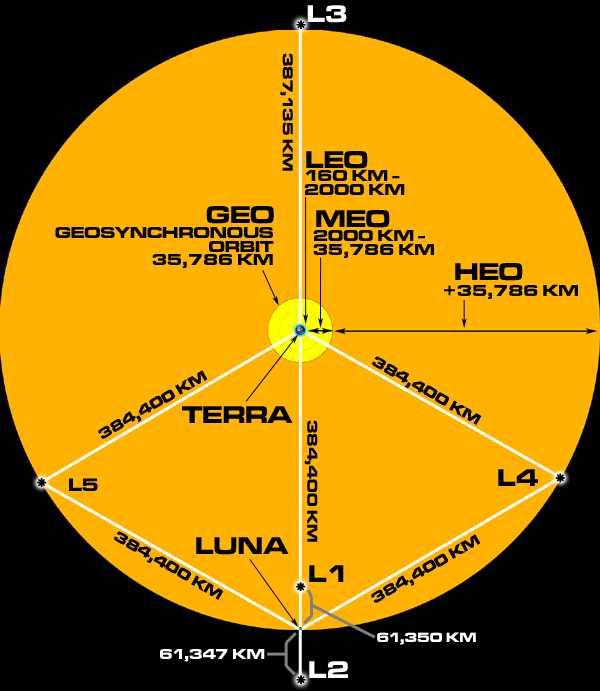 L3
387,135 KM
LEO
160 KM -
2000 KM
GEO
GEOSYNCHRONOUS
ORBIT
35,786 KM
MEO
2000 KM -
35,786 KM
HEO
+35,786 KM
384,400 KM
384,400 KM
TERRA
384,400 KM
L5
L4
LUNA
384,400 KM
384,400 KM
L1
61,350 KM
61,347 KM
L2